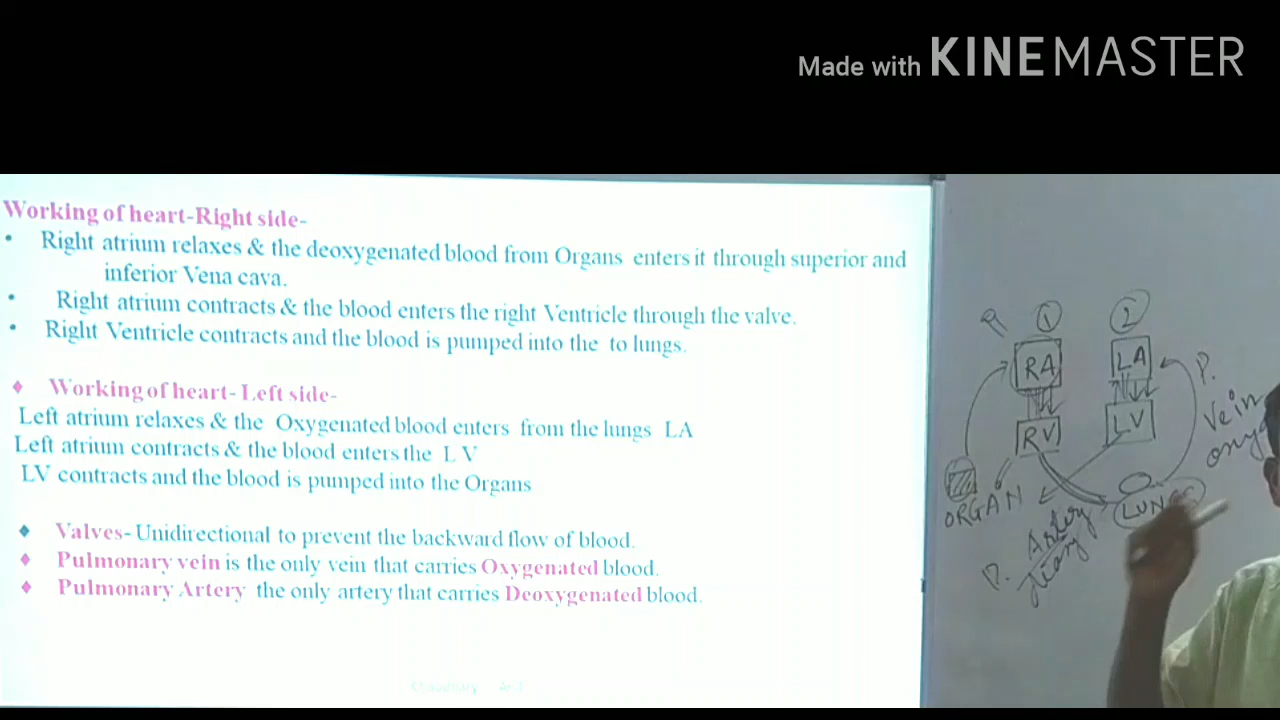 Made with KINEMASTER
Working of heart-Right side-
• Right atrium relaxes & the deoxygenated blood from Organs enters it through superior and
inferior Vena cava.
• Right atrium contracts & the blood enters the right Ventricle through the valve.
• Right Ventricle contracts and the blood is pumped into the to lungs.
Working of heart- Left side-
Left atrium relaxes & the Oxygenated blood enters from the lungs LA
Left atrium contracts & the blood enters the L V
LV contracts and the blood is pumped into the Organs
Valves- Unidirectional to prevent the backward flow of blood.
Pulmonary vein is the only vein that carries Oxygenated blood.
Pulmonary Artery the only artery that carries Deoxygenated blood.
1 2
RA LA
RV LV
P.
Vein
ORGAN
LUNGS
P. Artery